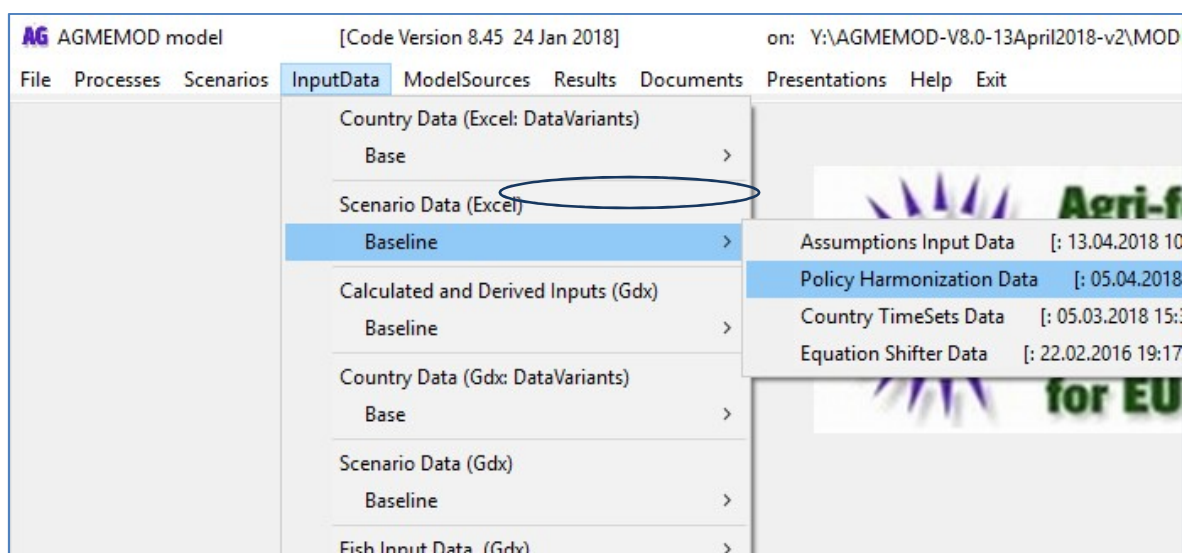 AG AGMEMOD model [Code Version 8.45 24 Jan 2018] on: Y:\AGMEMOD-V8.0-13April2018-v2\MOD
File Processes Scenarios InputData ModelSources Results Documents Presentations Help Exit
Country Data (Excel: DataVariants)
Base >
Scenario Data (Excel)
Baseline >
Calculated and Derived Inputs (Gdx)
Baseline >
Country Data (Gdx: DataVariants)
Base >
Scenario Data (Gdx)
Baseline >
Fish Input Data (Gdx) >
Assumptions Input Data [: 13.04.2018 10
Policy Harmonization Data [: 05.04.2018
Country TimeSets Data [: 05.03.2018 15:
Equation Shifter Data [: 22.02.2016 19:17
Agri-f
for EU